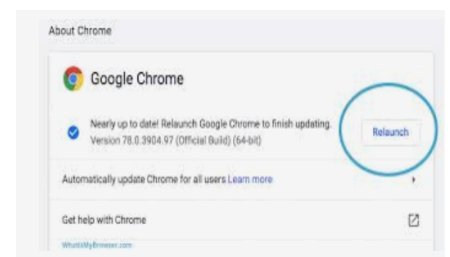 About Chrome
Google Chrome
Nearly up to date! Relaunch Google Chrome to finish updating.
Version 78.0.3904.97 (Official Build) (64-bit)
Relaunch
Automatically update Chrome for all users Learn more
Get help with Chrome
WhatIsMyBrowser.com